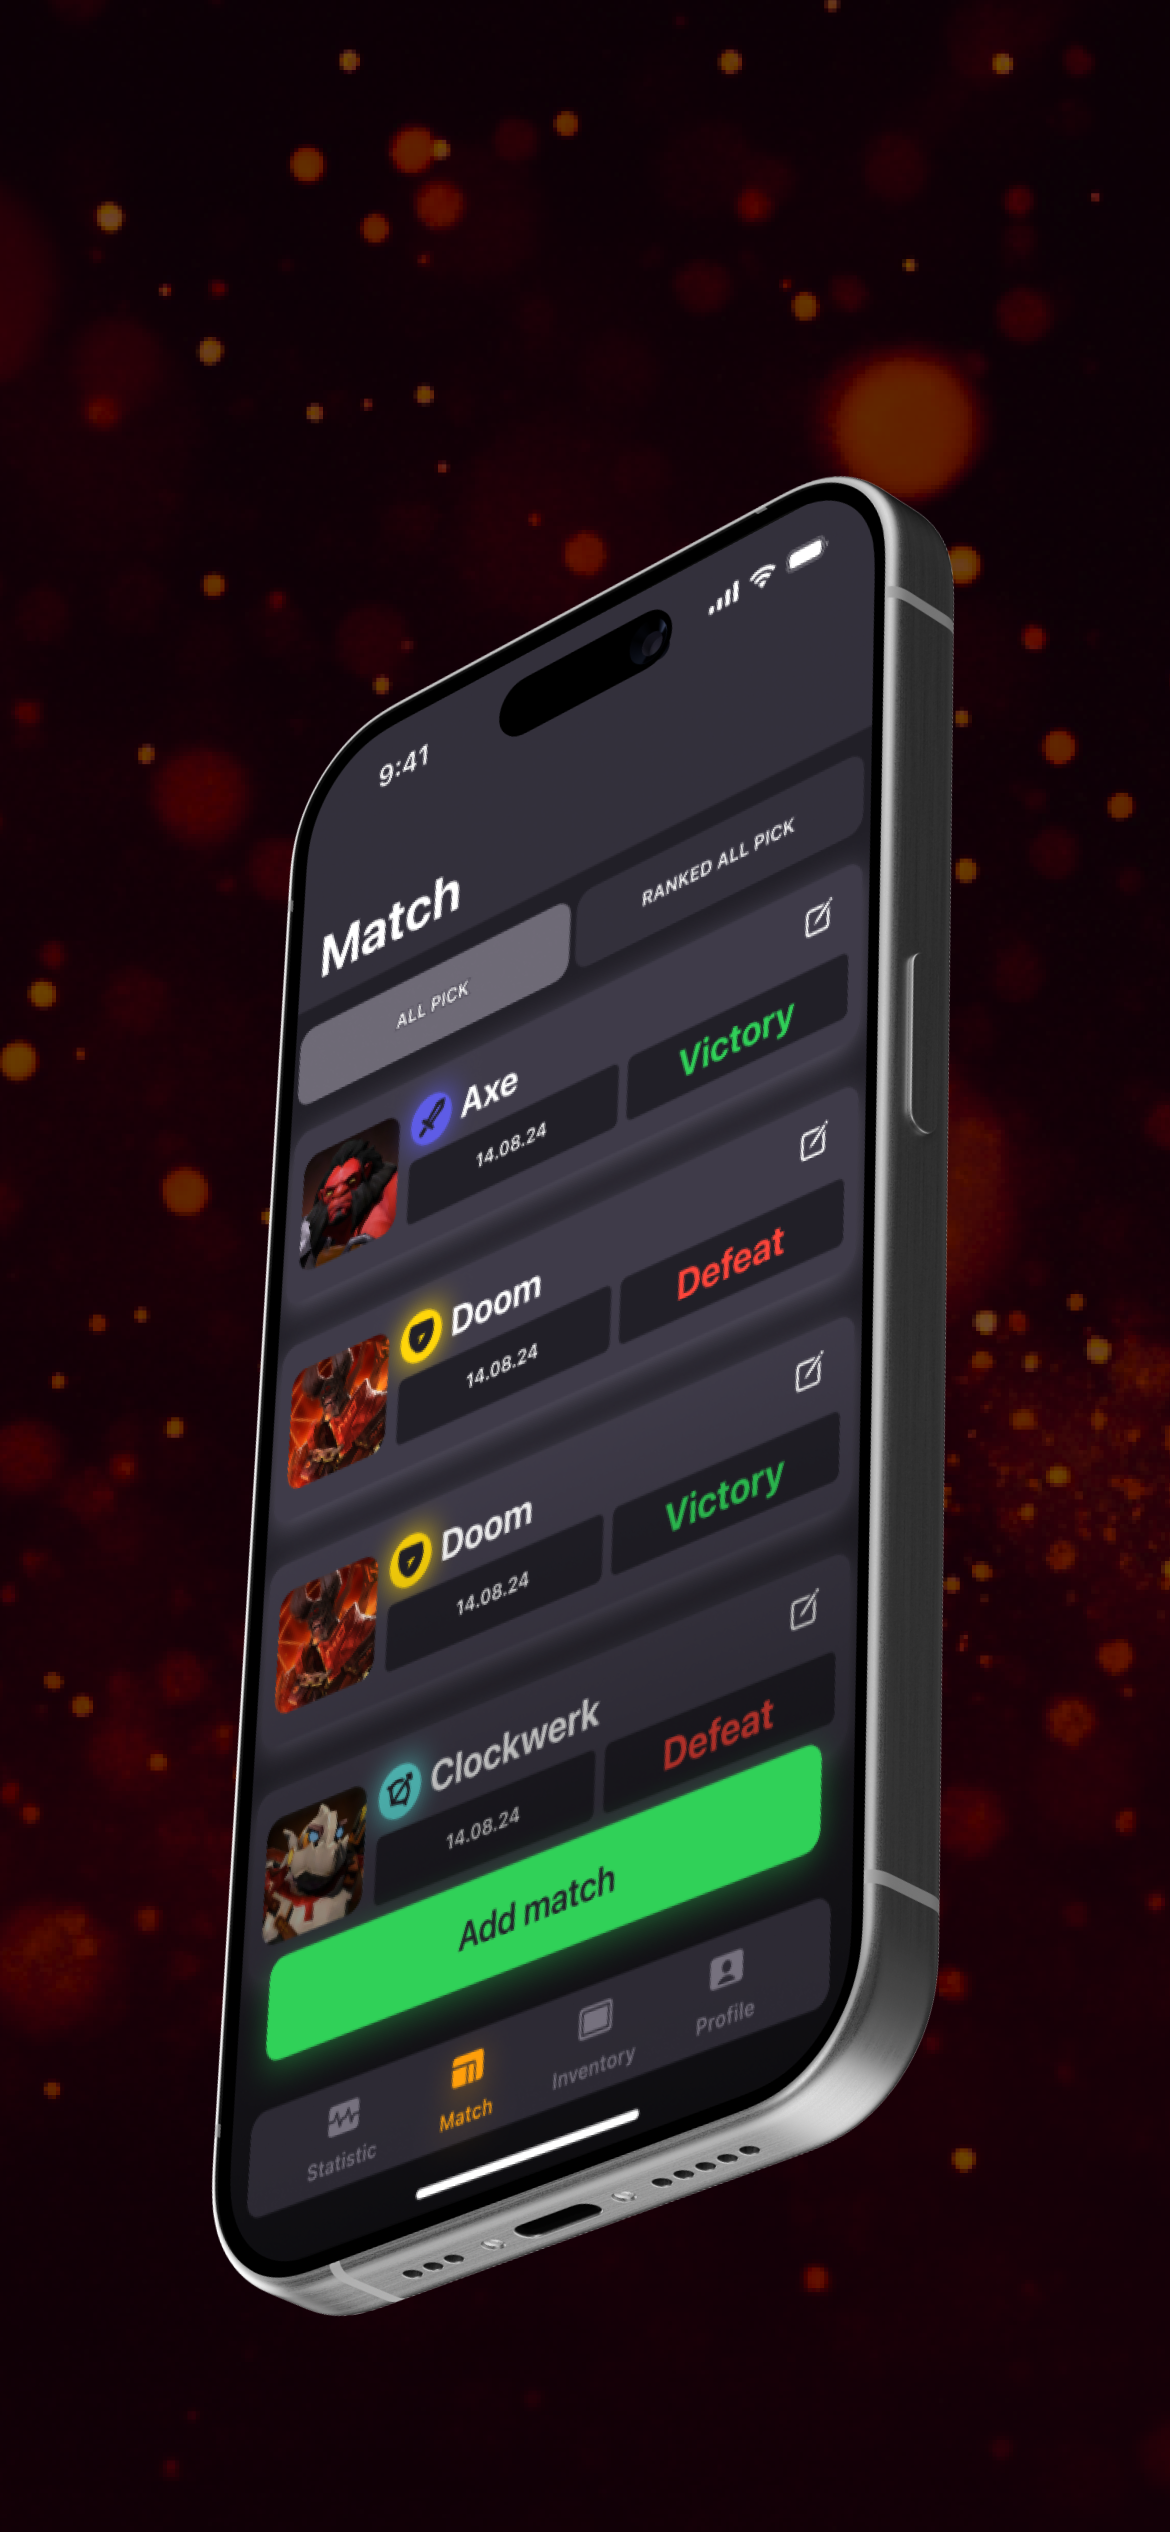 9:41
Match
ALL PICK
RANKED ALL PICK
Axe
14.08.24
Victory
Doom
14.08.24
Defeat
Doom
14.08.24
Victory
Clockwerk
14.08.24
Defeat
Add match
Statistic
Match
Inventory
Profile